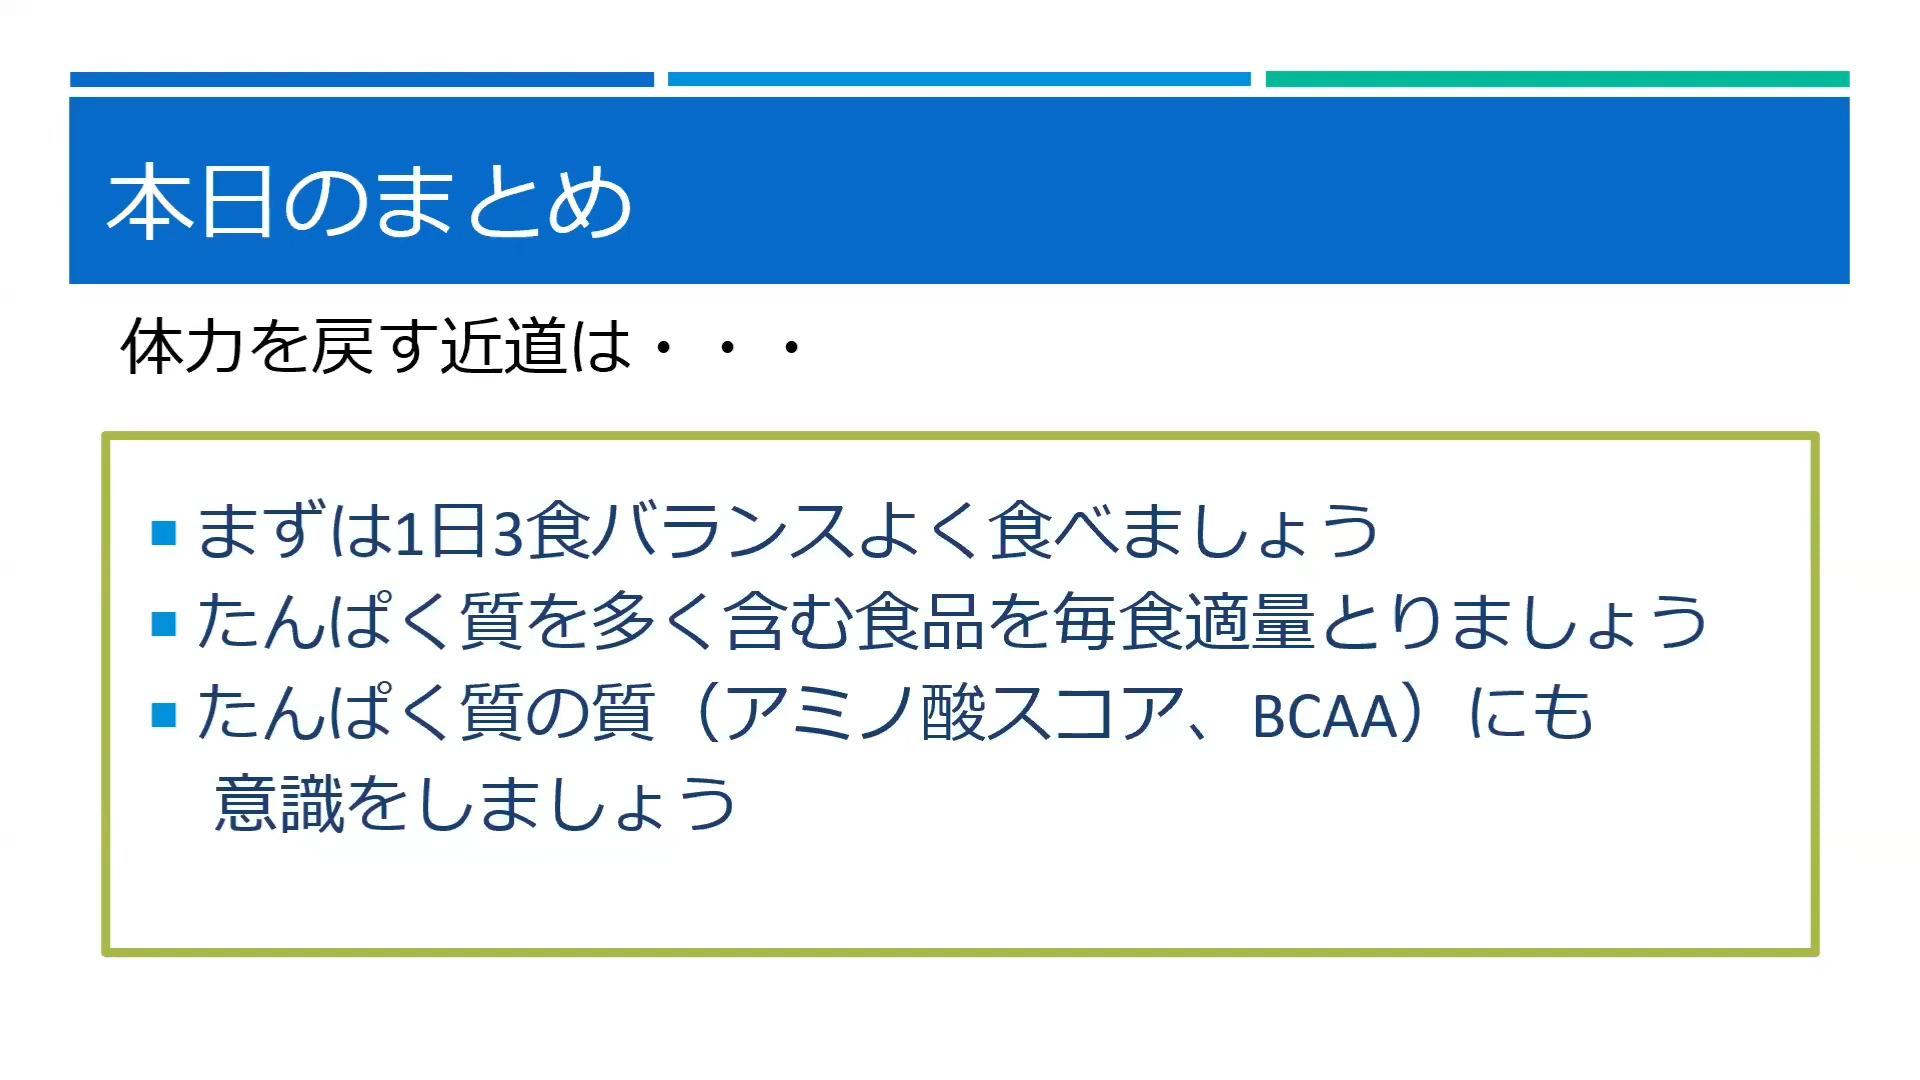 本日のまとめ
体力を戻す近道は・・・
■ まずは1日3食バランスよく食べましょう
■ たんぱく質を多く含む食品を毎食適量とりましょう
■ たんぱく質の質（アミノ酸スコア、BCAA）にも
意識をしましょう